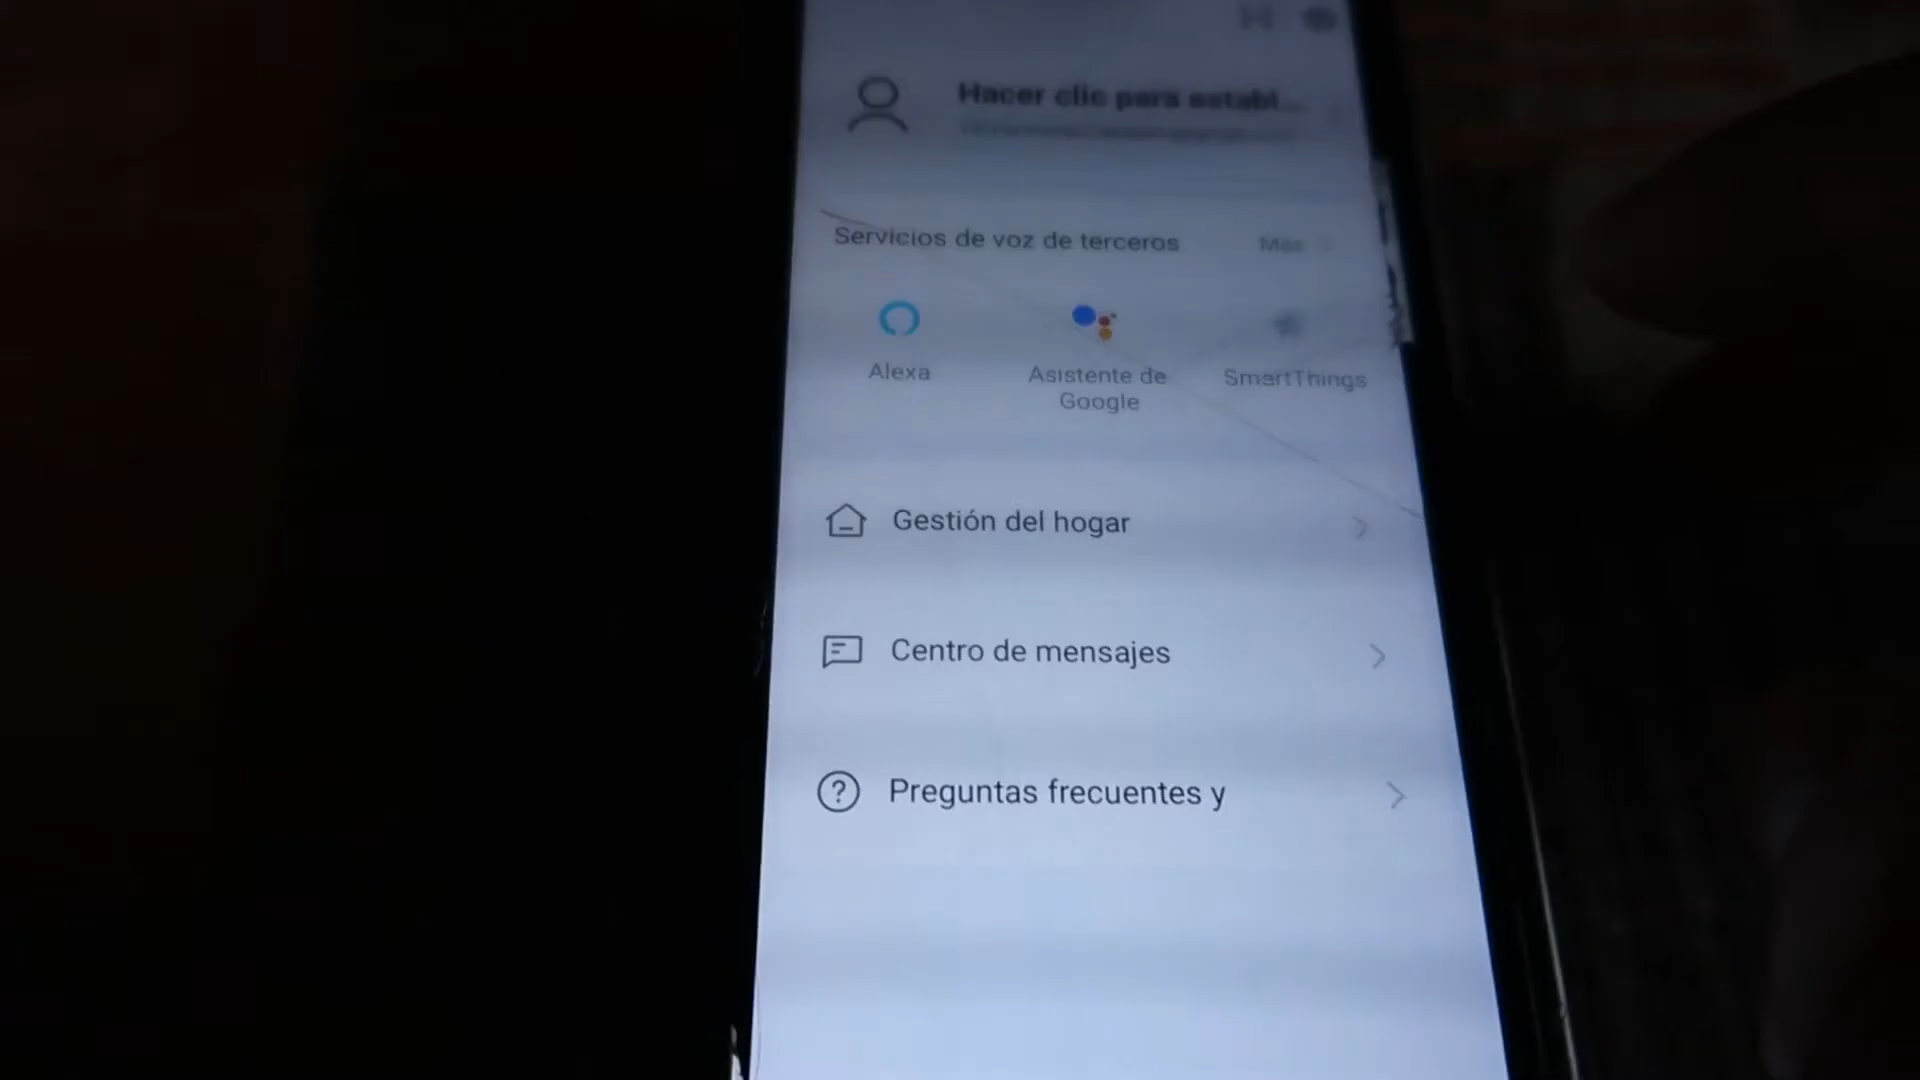 Hacer clic para establ...
Servicios de voz de terceros
Más
Alexa
Asistente de
Google
SmartThings
Gestión del hogar
Centro de mensajes
Preguntas frecuentes y